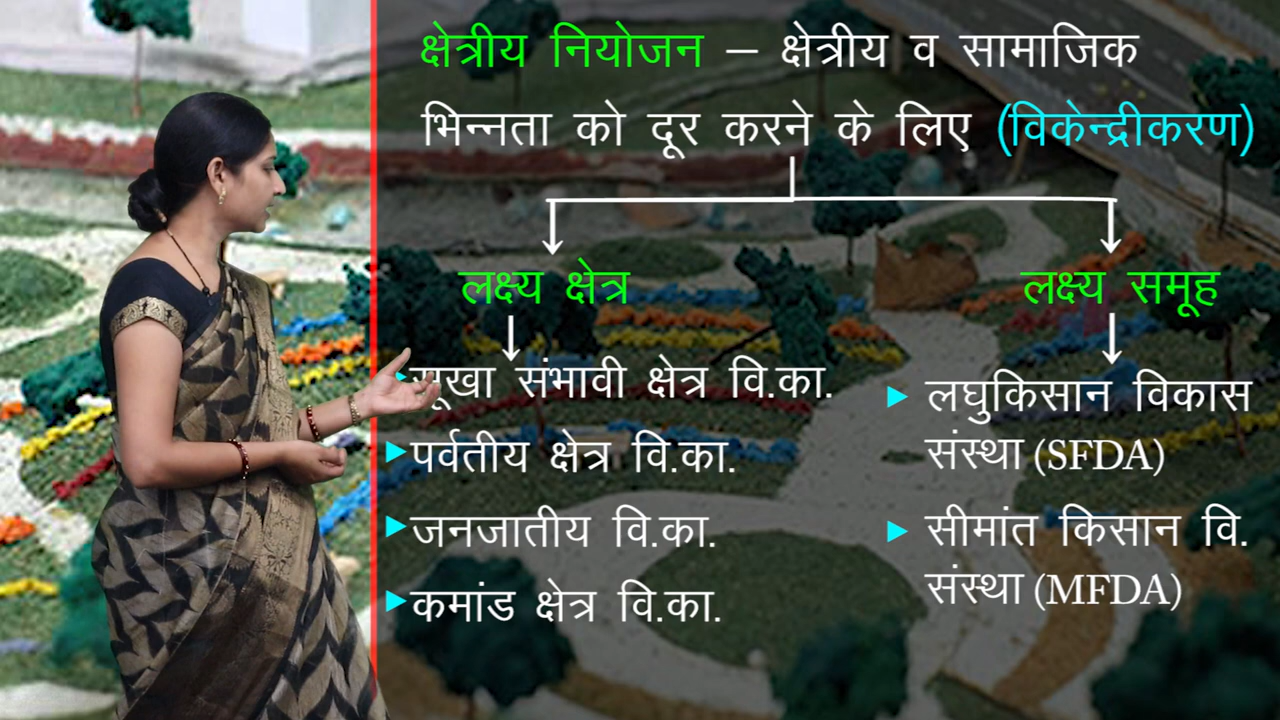 क्षेत्रीय नियोजन – क्षेत्रीय व सामाजिक
भिन्नता को दूर करने के लिए (विकेन्द्रीकरण)
लक्ष्य क्षेत्र
सूखा संभावी क्षेत्र वि.का.
पर्वतीय क्षेत्र वि.का.
जनजातीय वि.का.
कमांड क्षेत्र वि.का.
लक्ष्य समूह
लघुकिसान विकास
संस्था (SFDA)
सीमांत किसान वि.
संस्था (MFDA)